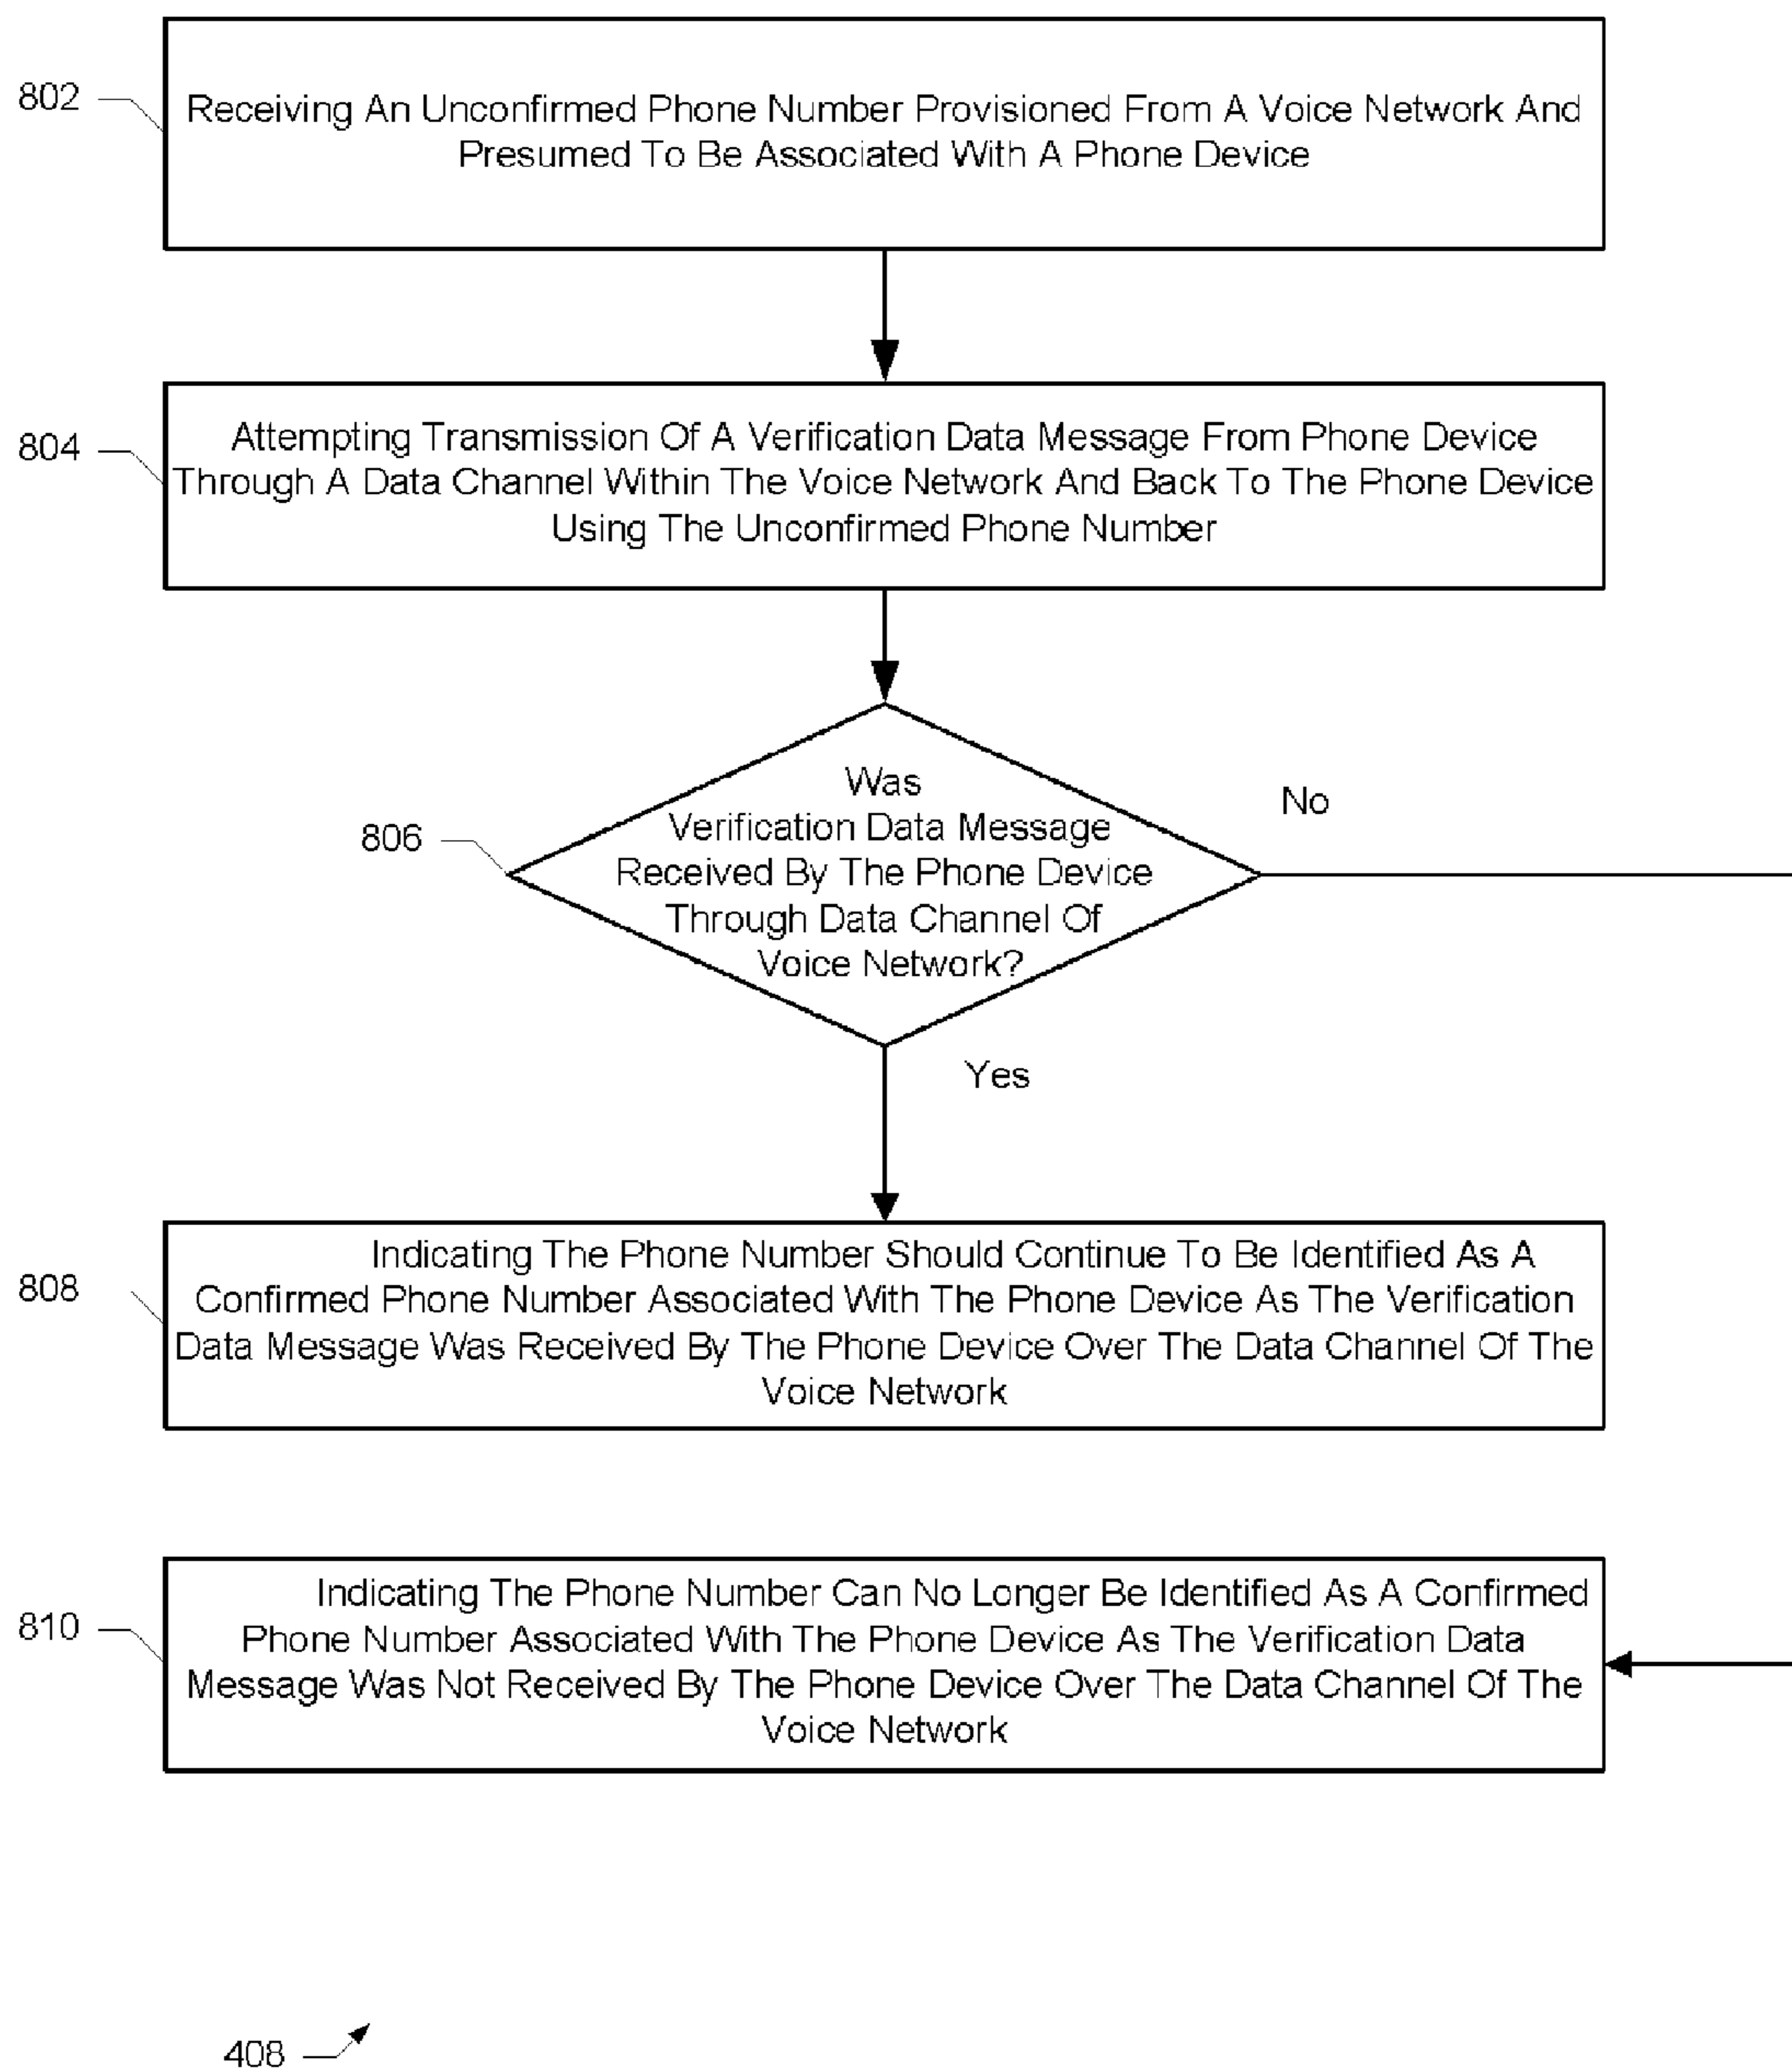 802
Receiving An Unconfirmed Phone Number Provisioned From A Voice Network And
Presumed To Be Associated With A Phone Device
804
Attempting Transmission Of A Verification Data Message From Phone Device
Through A Data Channel Within The Voice Network And Back To The Phone Device
Using The Unconfirmed Phone Number
806
Was
Verification Data Message
Received By The Phone Device
Through Data Channel Of
Voice Network?
No
Yes
808
Indicating The Phone Number Should Continue To Be Identified As A
Confirmed Phone Number Associated With The Phone Device As The Verification
Data Message Was Received By The Phone Device Over The Data Channel Of The
Voice Network
810
Indicating The Phone Number Can No Longer Be Identified As A Confirmed
Phone Number Associated With The Phone Device As The Verification Data
Message Was Not Received By The Phone Device Over The Data Channel Of The
Voice Network
408